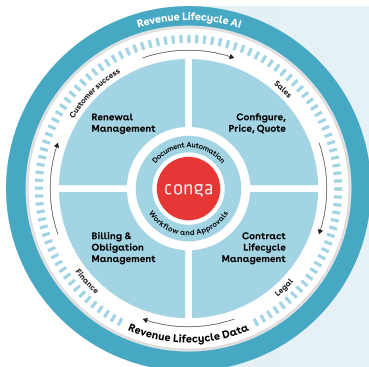 Revenue Lifecycle AI
Customer success
Sales
Renewal
Management
Configure,
Price, Quote
Document Automation
conga
Workflow and Approvals
Billing &
Obligation
Management
Contract
Lifecycle
Management
Finance
Legal
Revenue Lifecycle Data